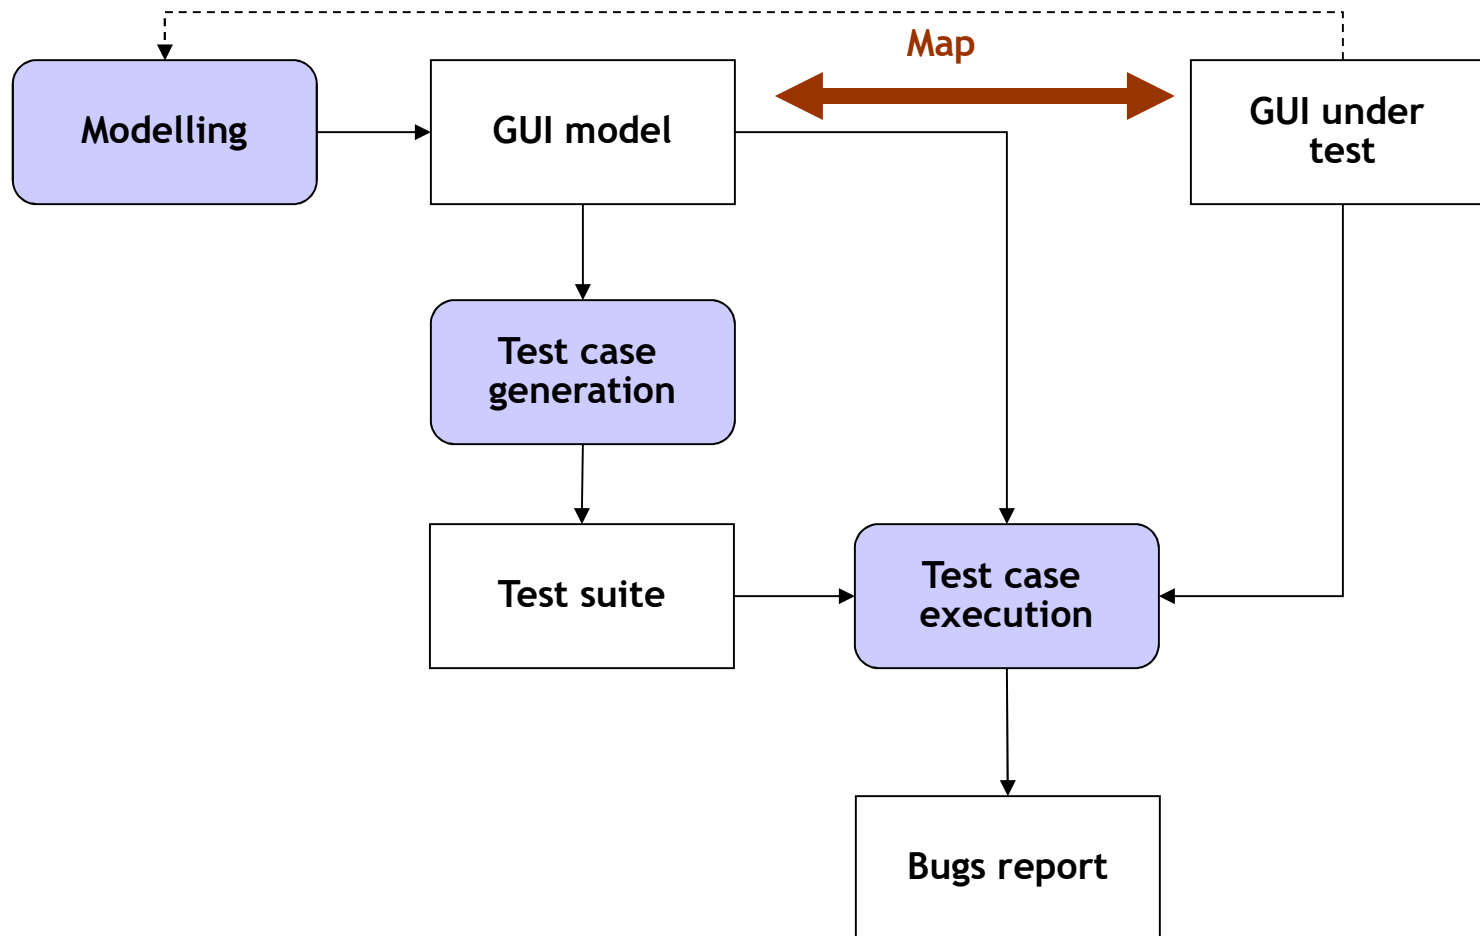 Map
Modelling
GUI model
GUI under
test
Test case
generation
Test suite
Test case
execution
Bugs report